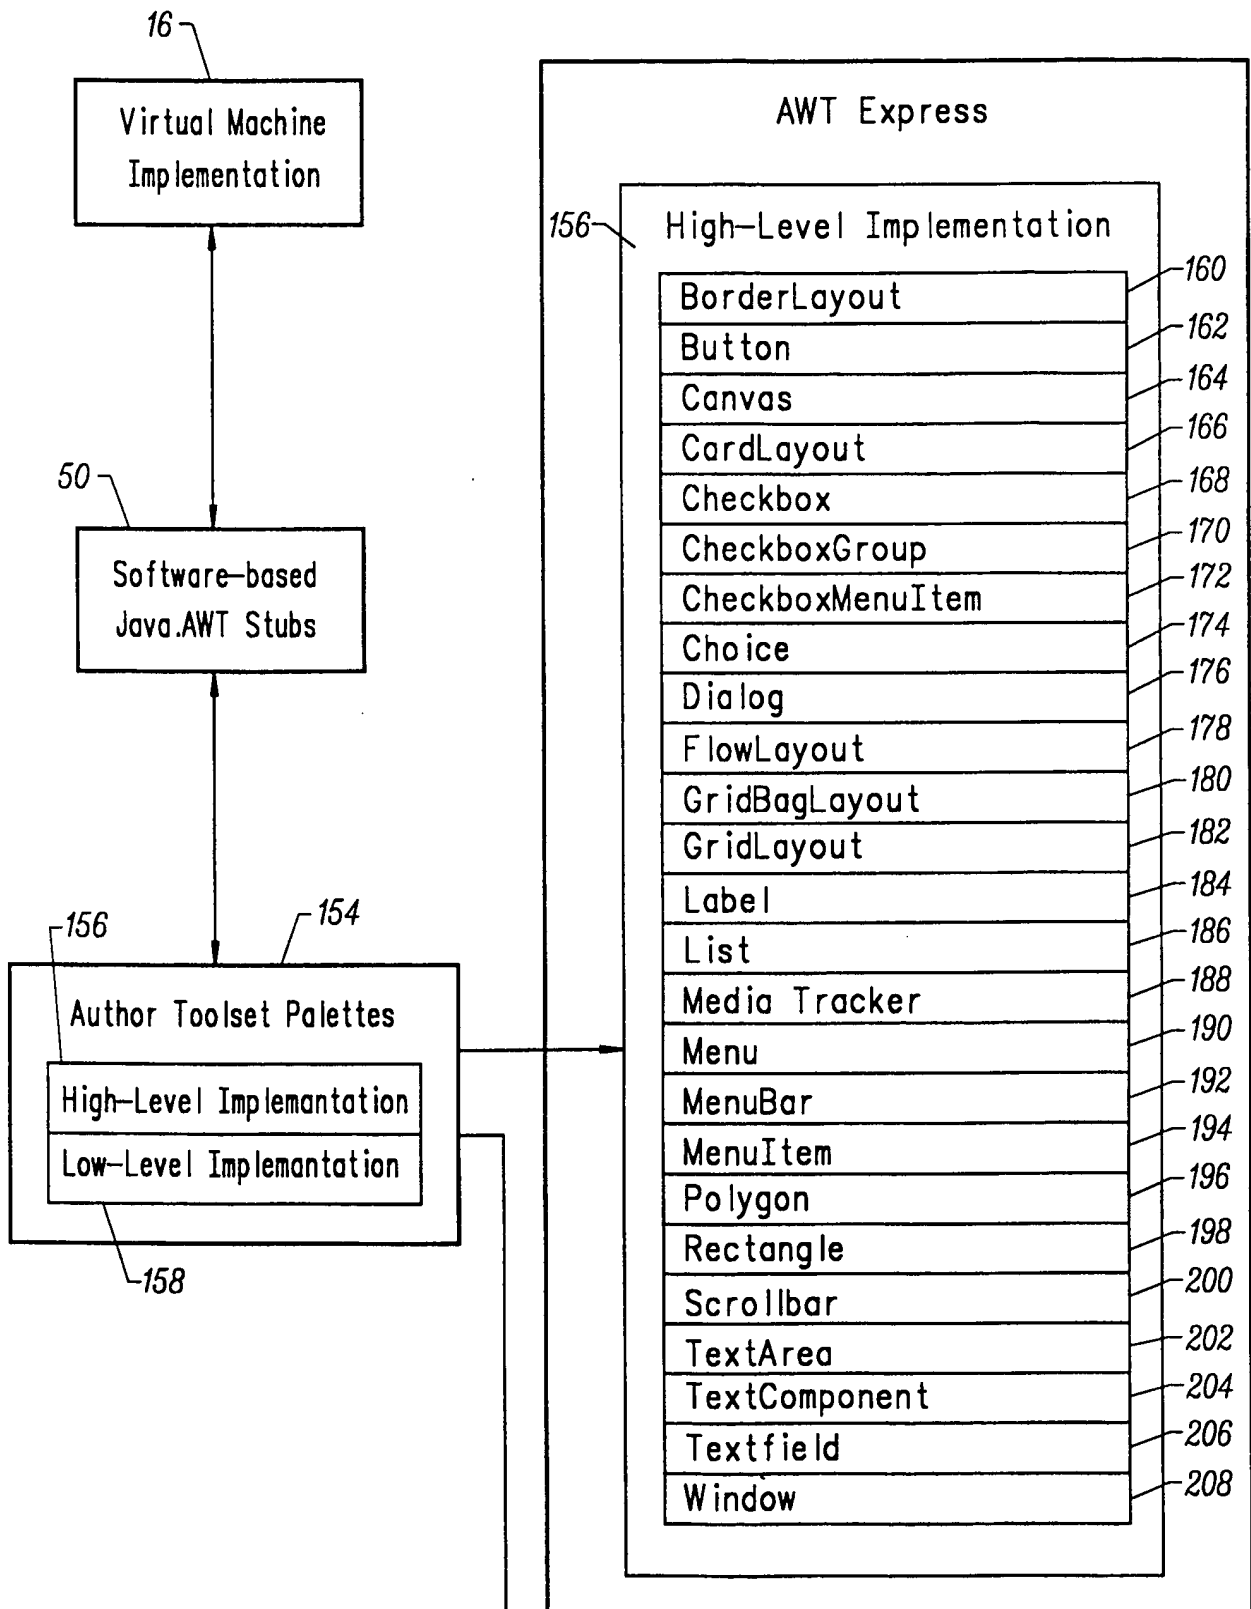 16
Virtual Machine
Implementation
50
Software-based
Java.AWT Stubs
154
156
Author Toolset Palettes
High-Level Implemantation
Low-Level Implemantation
158
AWT Express
156
High-Level Implementation
BorderLayout 160
Button 162
Canvas 164
CardLayout 166
Checkbox 168
CheckboxGroup 170
CheckboxMenuItem 172
Choice 174
Dialog 176
FlowLayout 178
GridBagLayout 180
GridLayout 182
Label 184
List 186
Media Tracker 188
Menu 190
MenuBar 192
MenuItem 194
Polygon 196
Rectangle 198
Scrollbar 200
TextArea 202
TextComponent 204
Textfield 206
Window 208